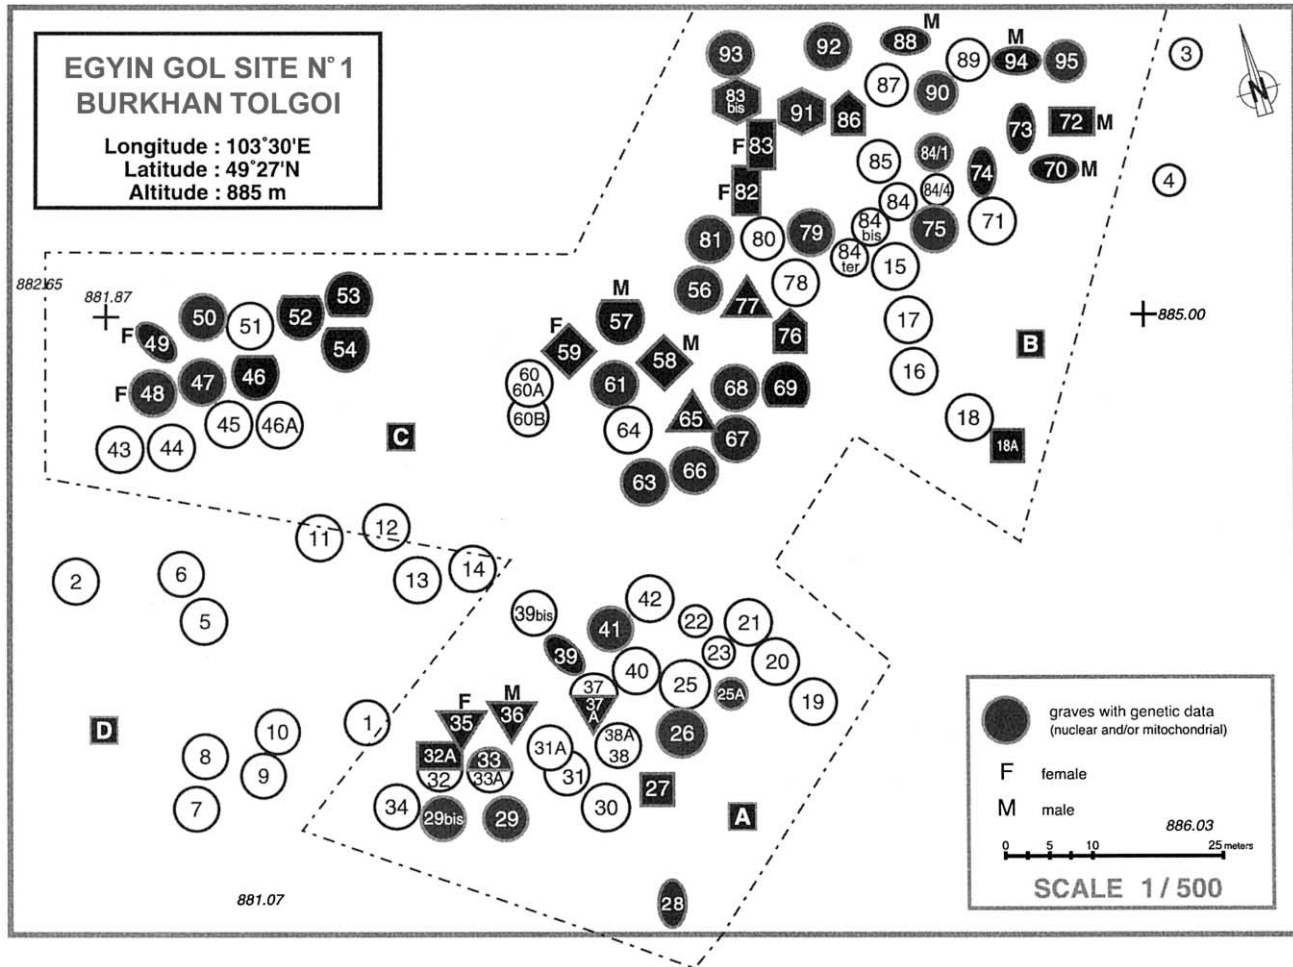 EGYIN GOL SITE N° 1
BURKHAN TOLGOI
Longitude : 103°30'E
Latitude : 49°27'N
Altitude : 885 m
93
92
88
M
89
M
94
95
3
83
bis
91
86
87
90
N
F
83
73
72
M
85
84/1
F
82
74
70
M
4
84
84/4
81
80
79
84
bis
75
71
84
ter
15
882.65
881.87
50
51
52
53
56
78
F
49
54
M
57
77
76
17
885.00
F
59
58
M
B
F
48
47
46
60
60A
61
68
69
16
45
46A
60B
64
65
67
18
43
44
C
18A
63
66
11
12
2
6
13
14
5
39bis
42
22
21
41
23
39
40
20
37
25
25A
19
F
M
35
36
37
A
1
D
10
26
8
32A
33
31A
38A
38
9
32
33A
31
27
7
34
29bis
29
30
A
881.07
28
graves with genetic data
(nuclear and/or mitochondrial)
F female
M male
886.03
0 5 10 25 meters
SCALE 1 / 500